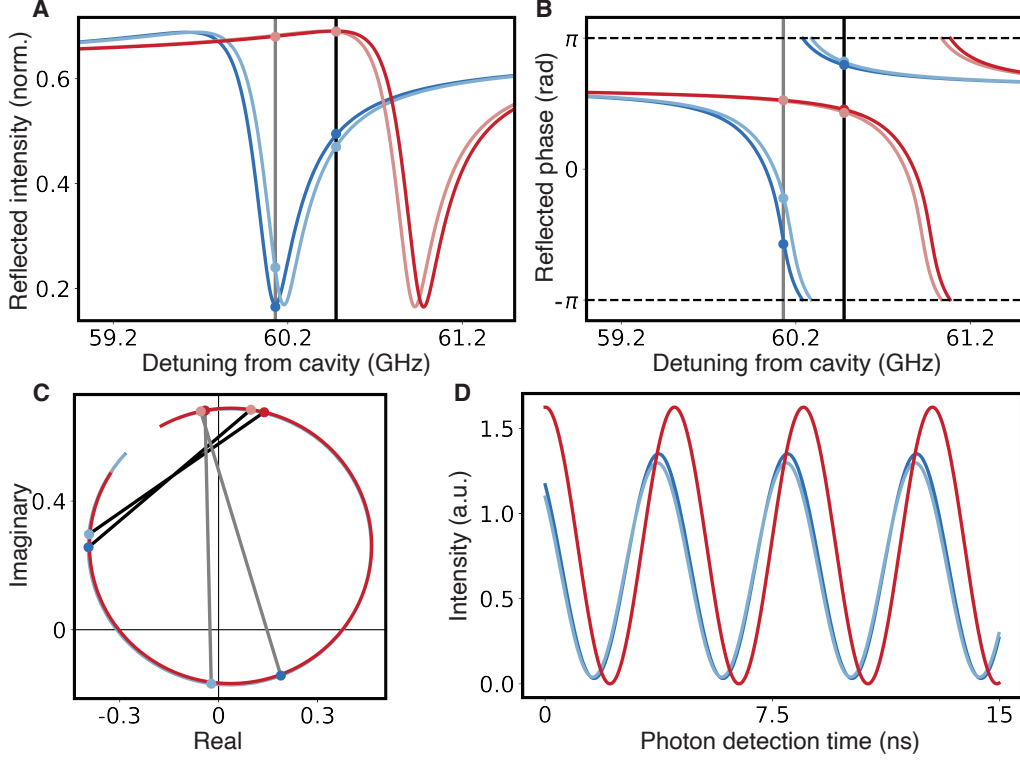 A
Reflected intensity (norm.)
0.6
0.4
0.2
59.2
60.2
61.2
Detuning from cavity (GHz)
B
Reflected phase (rad)
π
0
-π
59.2
60.2
61.2
Detuning from cavity (GHz)
C
Imaginary
0.4
0
-0.3
0
0.3
Real
D
Intensity (a.u.)
1.5
1.0
0.5
0.0
0
7.5
15
Photon detection time (ns)